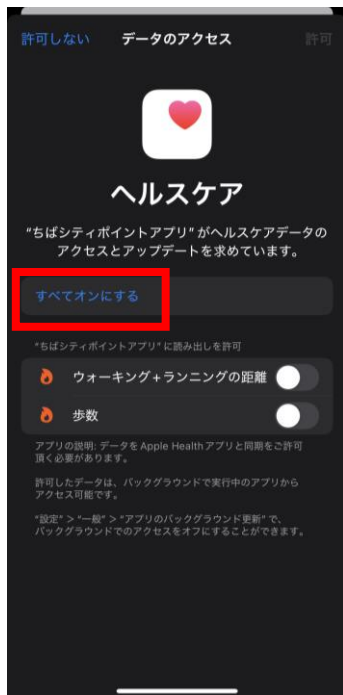 許可しない データのアクセス 許可
ヘルスケア
"ちばシティポイントアプリ"がヘルスケアデータの
アクセスとアップデートを求めています。
すべてオンにする
"ちばシティポイントアプリ"に読み出しを許可
ウォーキング+ランニングの距離
歩数
アプリの説明: データをApple Healthアプリと同期をご許可
頂く必要があります。
許可したデータは、バックグラウンドで実行中のアプリから
アクセス可能です。
"設定" > "一般" > "アプリのバックグラウンド更新" で、
バックグラウンドでのアクセスをオフにすることができます。